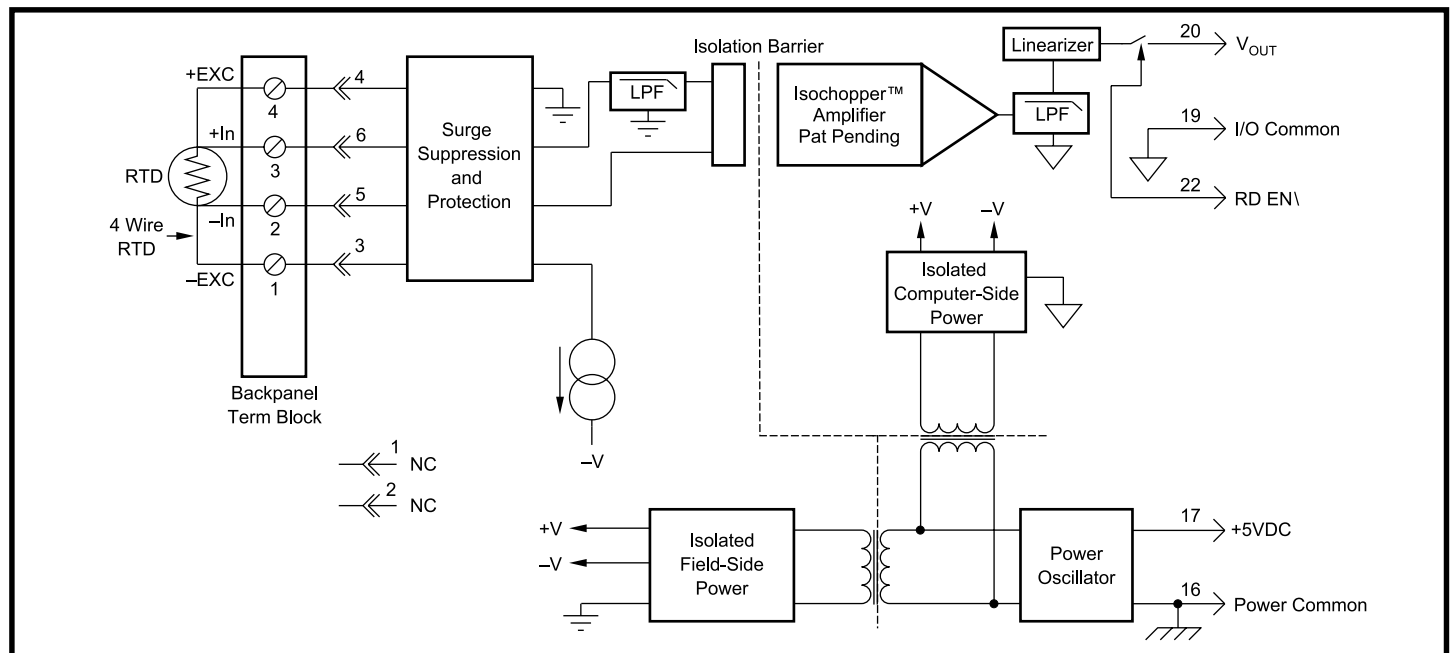 +EXC
4
4
+In
3
6
RTD
–In
2
5
4 Wire
RTD
–EXC
1
3
Backpanel
Term Block
Surge
Suppression
and
Protection
LPF
Isolation Barrier
Isochopper™
Amplifier
Pat Pending
Linearizer
LPF
20
VOUT
19
I/O Common
22
RD EN\
+V
–V
Isolated
Computer-Side
Power
–V
1
NC
2
NC
+V
–V
Isolated
Field-Side
Power
Power
Oscillator
17
+5VDC
16
Power Common